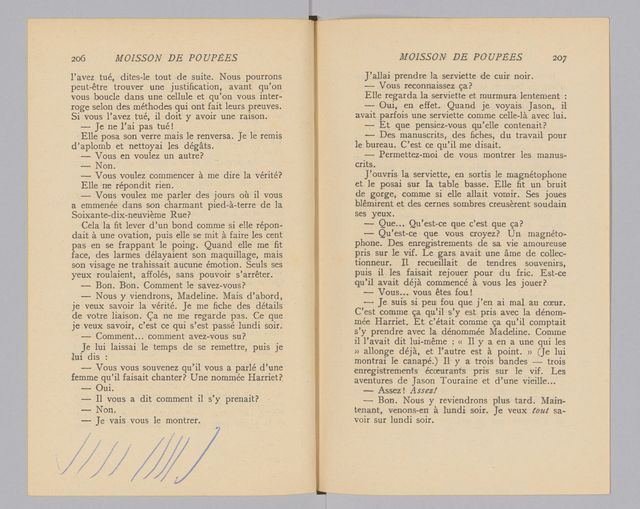 206 MOISSON DE POUPÉES
l'avez tué, dites-le tout de suite. Nous pourrons
peut-être trouver une justification, avant qu'on
vous boucle dans une cellule et qu'on vous inter-
roge selon des méthodes qui ont fait leurs preuves.
Si vous l'avez tué, il doit y avoir une raison.
— Je ne l'ai pas tué!
Elle posa son verre mais le renversa. Je le remis
d'aplomb et nettoyai les dégâts.
— Vous en voulez un autre?
— Non.
— Vous voulez commencer à me dire la vérité?
Elle ne répondit rien.
— Vous voulez me parler des jours où il vous
a emmenée dans son charmant pied-à-terre de la
Soixante-dix-neuvième Rue?
Cela la fit lever d'un bond comme si elle répon-
dait à une ovation, puis elle se mit à faire les cent
pas en se frappant le poing. Quand elle me fit
face, des larmes délayaient son maquillage, mais
son visage ne trahissait aucune émotion. Seuls ses
yeux roulaient, affolés, sans pouvoir s'arrêter.
— Bon. Bon. Comment le savez-vous?
— Nous y viendrons, Madeline. Mais d'abord,
je veux savoir la vérité. Je me fiche des détails
de votre liaison. Ça ne me regarde pas. Ce que
je veux savoir, c'est ce qui s'est passé lundi soir.
— Comment... comment avez-vous su?
Je lui laissai le temps de se remettre, puis je
lui dis :
— Vous vous souvenez qu'il vous a parlé d'une
femme qu'il faisait chanter? Une nommée Harriet?
— Oui.
— Il vous a dit comment il s'y prenait?
— Non.
— Je vais vous le montrer.
MOISSON DE POUPÉES 207
J'allai prendre la serviette de cuir noir.
— Vous reconnaissez ça?
Elle regarda la serviette et murmura lentement :
— Oui, en effet. Quand je voyais Jason, il
avait parfois une serviette comme celle-là avec lui.
— Et que pensiez-vous qu'elle contenait?
— Des manuscrits, des fiches, du travail pour
le bureau. C'est ce qu'il me disait.
— Permettez-moi de vous montrer les manus-
crits.
J'ouvris la serviette, en sortis le magnétophone
et le posai sur la table basse. Elle fit un bruit
de gorge, comme si elle allait vomir. Ses joues
blêmirent et des cernes sombres creusèrent soudain
ses yeux.
— Que... Qu'est-ce que c'est que ça?
— Qu'est-ce que vous croyez? Un magnéto-
phone. Des enregistrements de sa vie amoureuse
pris sur le vif. Le gars avait une âme de collec-
tionneur. Il recueillait de tendres souvenirs,
puis il les faisait rejouer pour du fric. Est-ce
qu'il avait déjà commencé à vous les jouer?
— Vous... vous êtes fou!
— Je suis si peu fou que j'en ai mal au cœur.
C'est comme ça qu'il s'y est pris avec la dénom-
mée Harriet. Et c'était comme ça qu'il comptait
s'y prendre avec la dénommée Madeline. Comme
il l'avait dit lui-même : « Il y a en a une qui les
» allonge déjà, et l'autre est à point. » (Je lui
montrai le canapé.) Il y a trois bandes — trois
enregistrements écœurants pris sur le vif. Les
aventures de Jason Touraine et d'une vieille...
— Assez! Assez!
— Bon. Nous y reviendrons plus tard. Main-
tenant, venons-en à lundi soir. Je veux tout sa-
voir sur lundi soir.